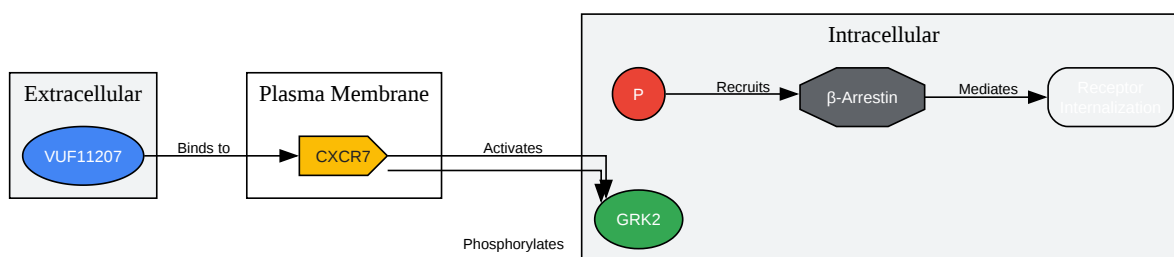 Extracellular
VUF11207
Binds to
Plasma Membrane
CXCR7
Activates
Phosphorylates
Intracellular
P
Recruits
β-Arrestin
Mediates
Receptor
Internalization
GRK2